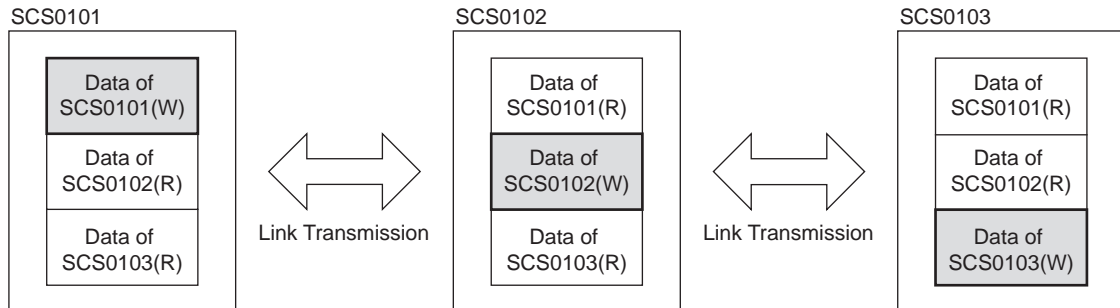 SCS0101
Data of
SCS0101(W)
Data of
SCS0102(R)
Data of
SCS0103(R)
Link Transmission
SCS0102
Data of
SCS0101(R)
Data of
SCS0102(W)
Data of
SCS0103(R)
Link Transmission
SCS0103
Data of
SCS0101(R)
Data of
SCS0102(R)
Data of
SCS0103(W)